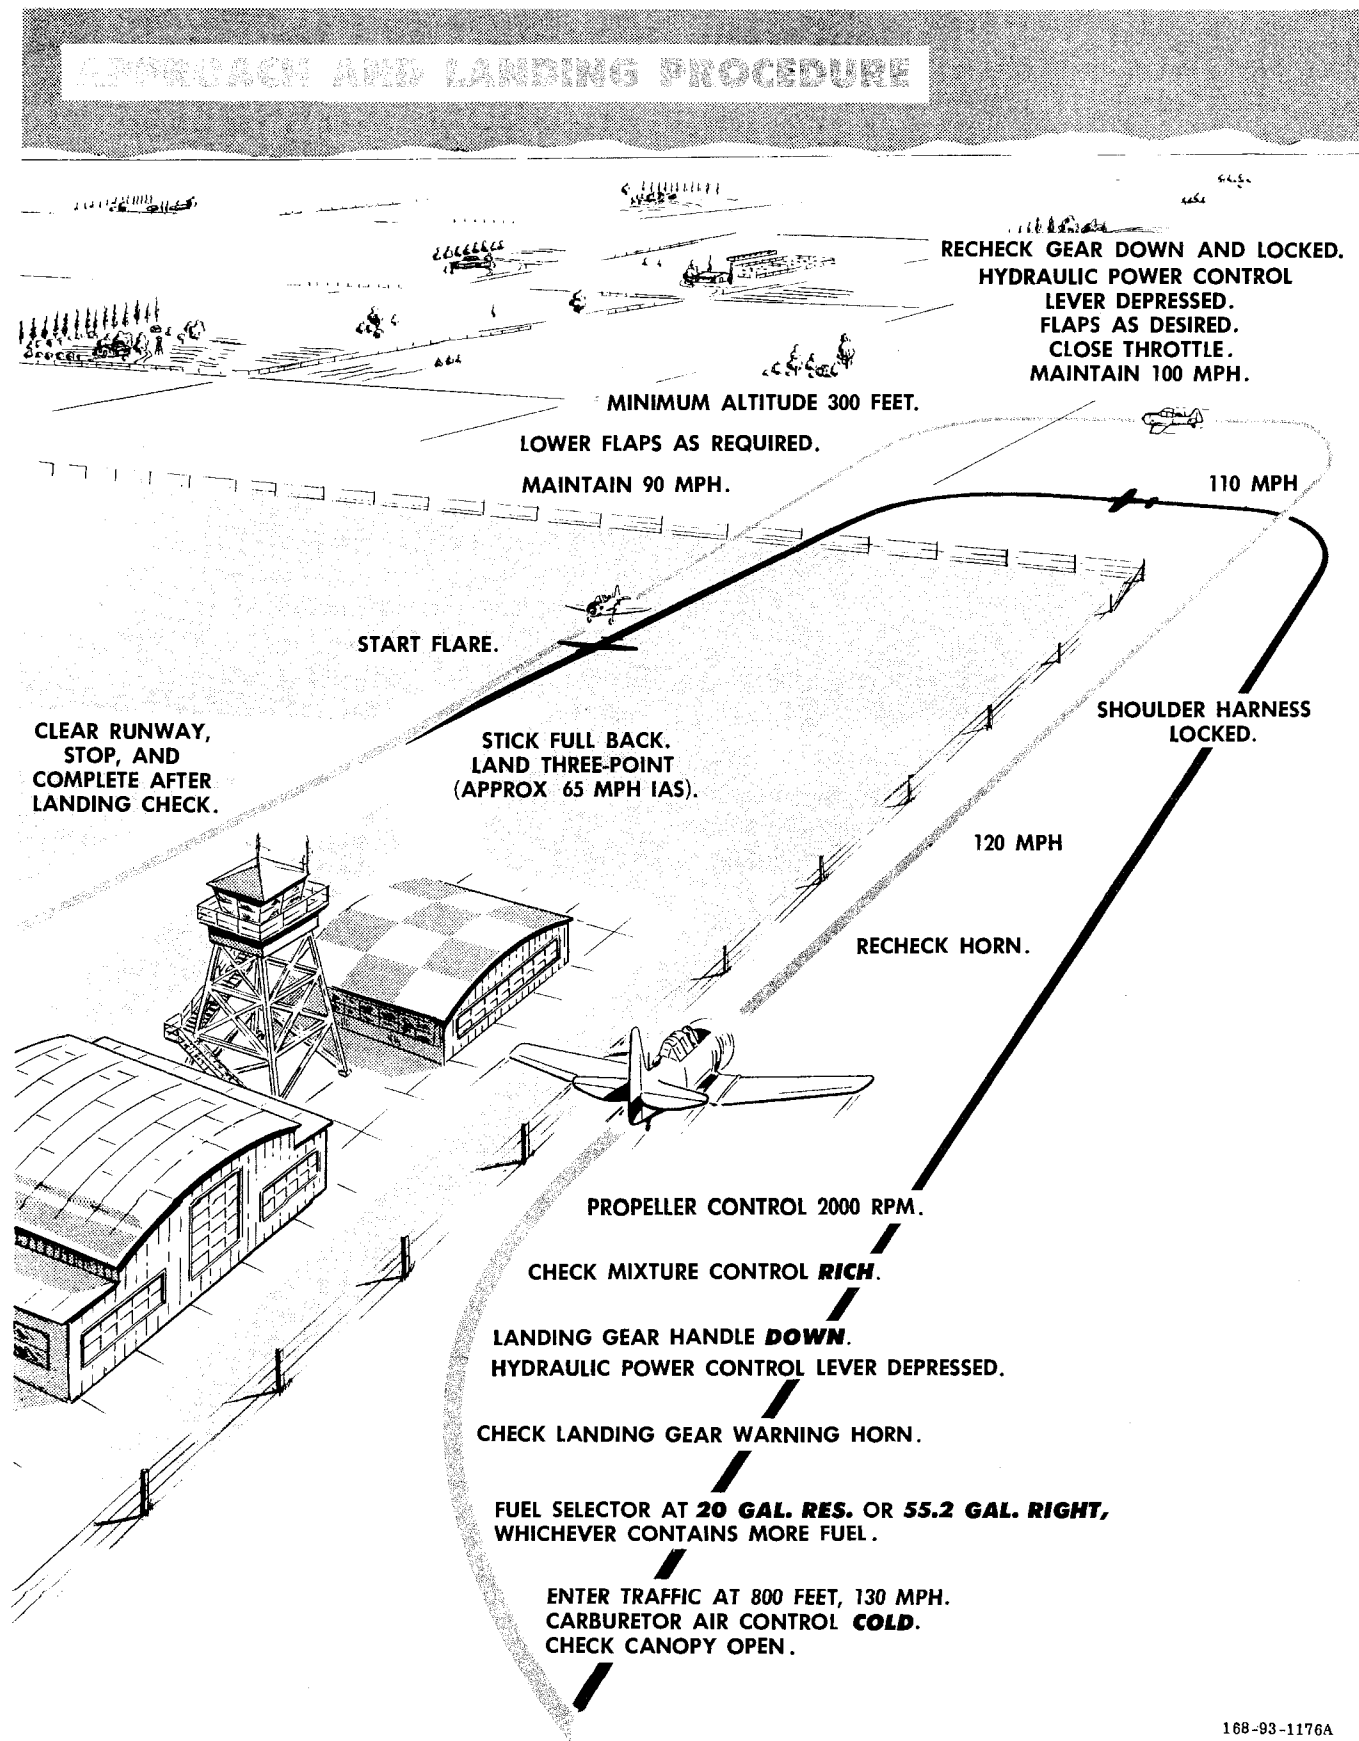 APPROACH AND LANDING PROCEDURE
RECHECK GEAR DOWN AND LOCKED.
HYDRAULIC POWER CONTROL
LEVER DEPRESSED.
FLAPS AS DESIRED.
CLOSE THROTTLE.
MAINTAIN 100 MPH.
MINIMUM ALTITUDE 300 FEET.
LOWER FLAPS AS REQUIRED.
MAINTAIN 90 MPH.
110 MPH
START FLARE.
SHOULDER HARNESS
LOCKED.
CLEAR RUNWAY,
STOP, AND
COMPLETE AFTER
LANDING CHECK.
STICK FULL BACK.
LAND THREE-POINT
(APPROX 65 MPH IAS).
120 MPH
RECHECK HORN.
PROPELLER CONTROL 2000 RPM.
CHECK MIXTURE CONTROL RICH.
LANDING GEAR HANDLE DOWN.
HYDRAULIC POWER CONTROL LEVER DEPRESSED.
CHECK LANDING GEAR WARNING HORN.
FUEL SELECTOR AT 20 GAL. RES. OR 55.2 GAL. RIGHT,
WHICHEVER CONTAINS MORE FUEL.
ENTER TRAFFIC AT 800 FEET, 130 MPH.
CARBURETOR AIR CONTROL COLD.
CHECK CANOPY OPEN.
168-93-1176A